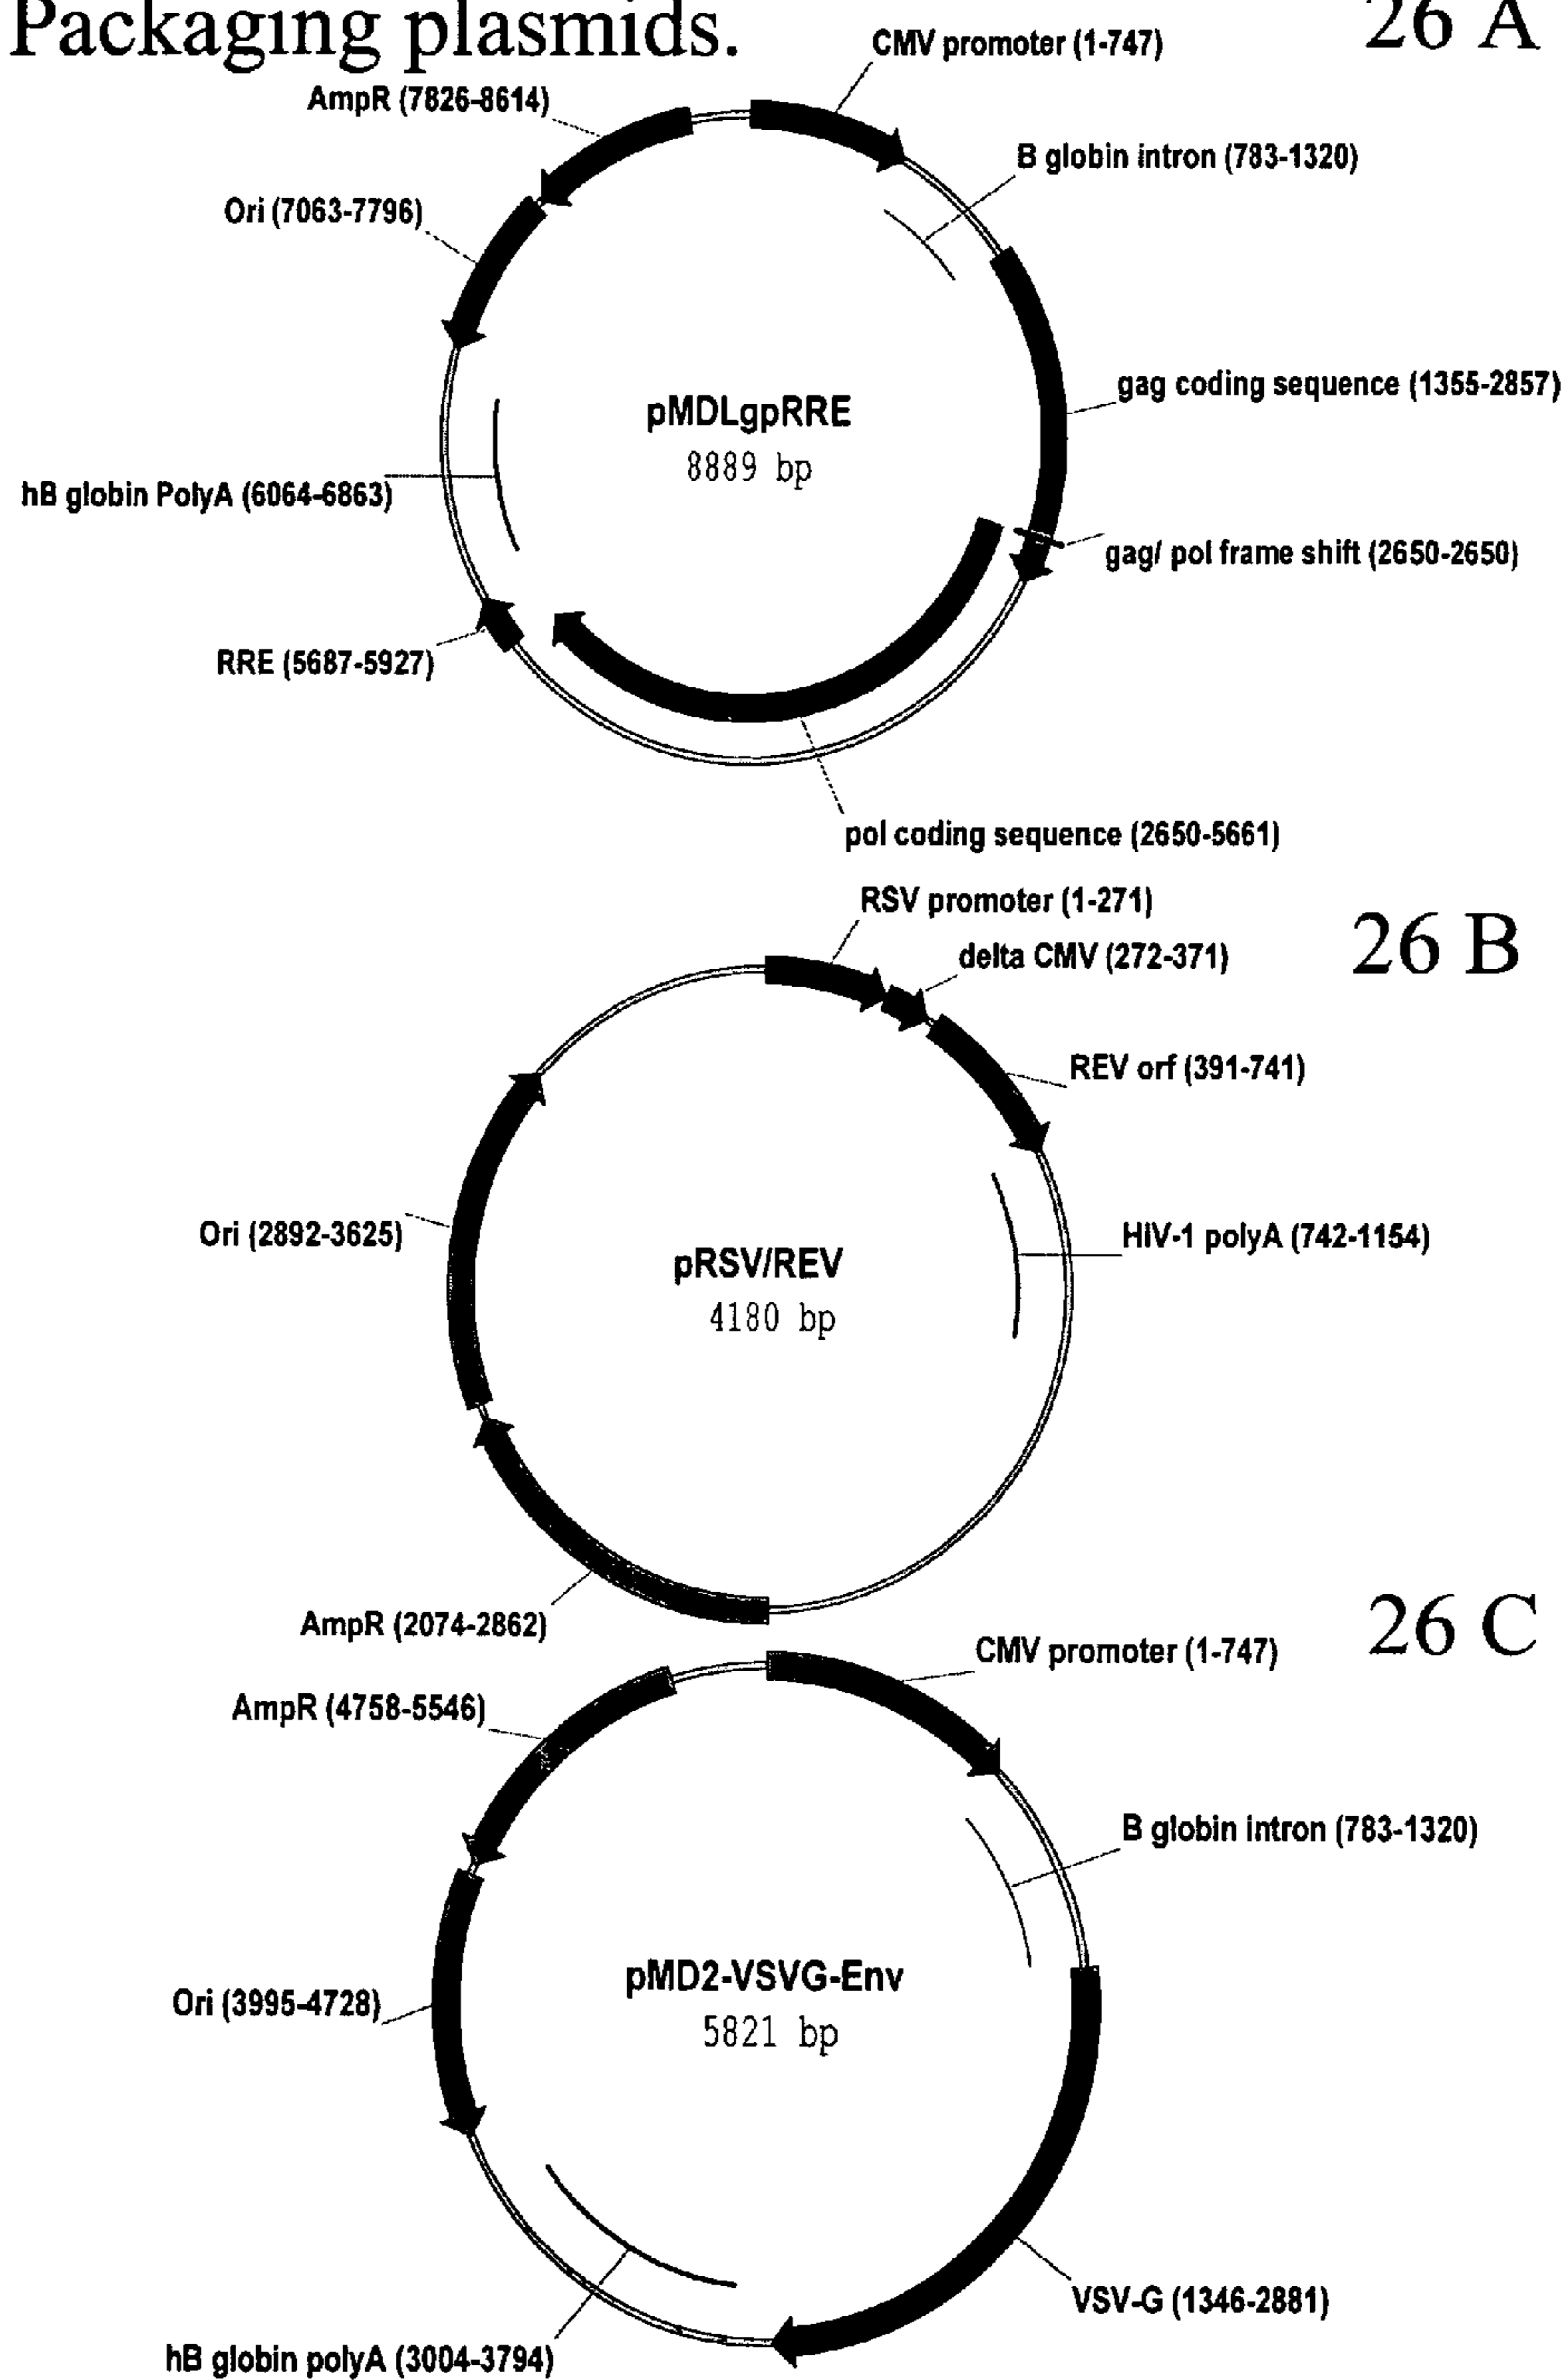 Packaging plasmids.
26 A
CMV promoter (1-747)
AmpR (7826-8614)
B globin intron (783-1320)
Ori (7063-7796)
gag coding sequence (1355-2857)
pMDLgpRRE
8889 bp
hB globin PolyA (6064-6863)
gag/ pol frame shift (2650-2650)
RRE (5687-5927)
pol coding sequence (2650-5661)
26 B
RSV promoter (1-271)
delta CMV (272-371)
REV orf (391-741)
Ori (2892-3625)
HIV-1 polyA (742-1154)
pRSV/REV
4180 bp
AmpR (2074-2862)
26 C
CMV promoter (1-747)
AmpR (4758-5546)
B globin intron (783-1320)
pMD2-VSVG-Env
5821 bp
Ori (3995-4728)
VSV-G (1346-2881)
hB globin polyA (3004-3794)